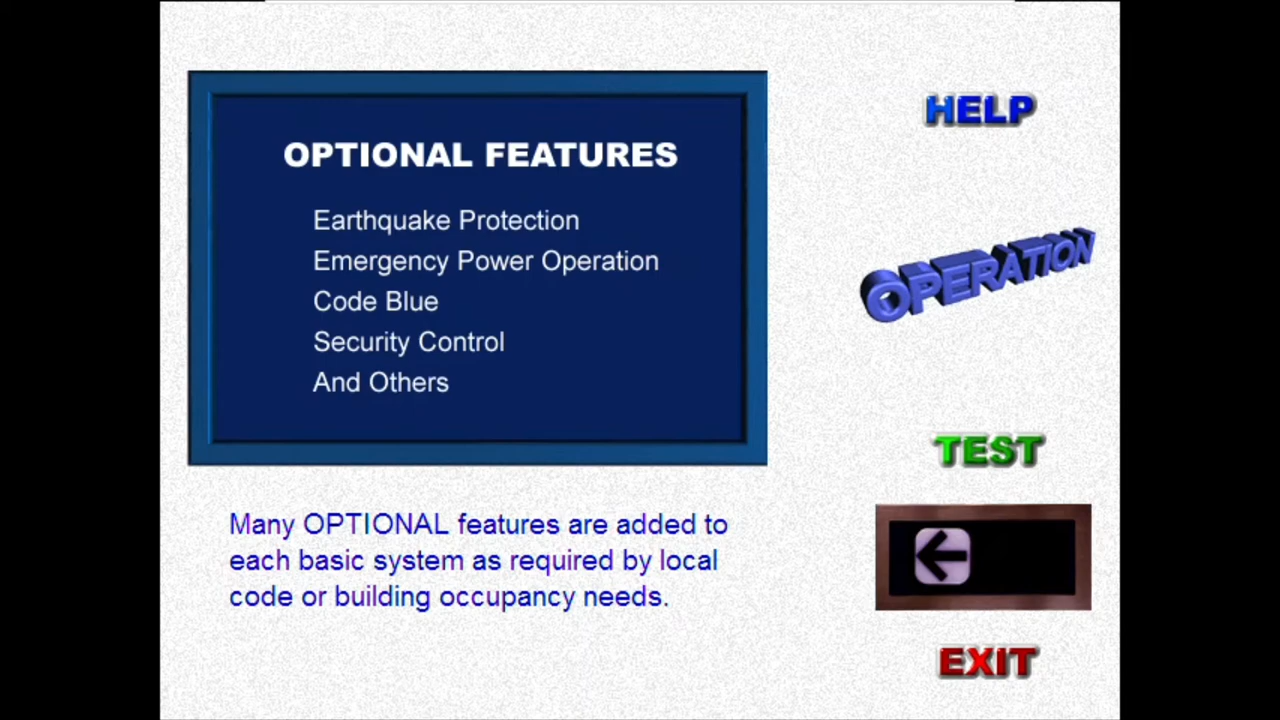 OPTIONAL FEATURES
Earthquake Protection
Emergency Power Operation
Code Blue
Security Control
And Others
Many OPTIONAL features are added to
each basic system as required by local
code or building occupancy needs.
HELP
OPERATION
TEST
EXIT